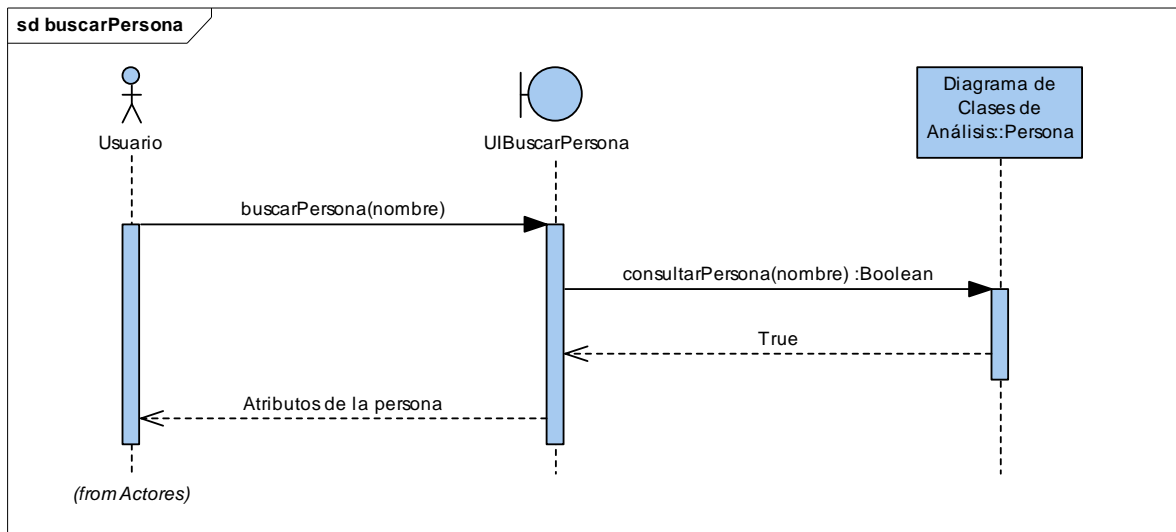 sd buscarPersona
Usuario
UIBuscarPersona
Diagrama de
Clases de
Análisis::Persona
buscarPersona(nombre)
consultarPersona(nombre) :Boolean
True
Atributos de la persona
(from Actores)